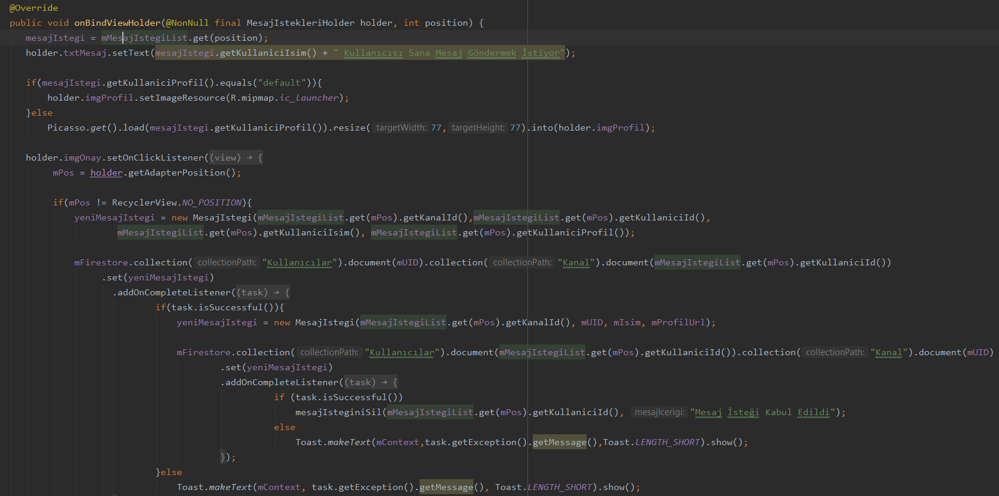 @Override
public void onBindViewHolder(@NonNull final MesajIstekleriHolder holder, int position) {
mesajIstegi = mMesajIstegiList.get(position);
holder.txtMesaj.setText(mesajIstegi.getKullaniciIsim() + " Kullanıcısı Sana Mesaj Göndermek İstiyor");
if(mesajIstegi.getKullaniciProfil().equals("default")){
holder.imgProfil.setImageResource(R.mipmap.ic_launcher);
}else
Picasso.get().load(mesajIstegi.getKullaniciProfil()).resize( targetWidth: 77, targetHeight: 77).into(holder.imgProfil);
holder.imgOnay.setOnClickListener((view) → {
mPos = holder.getAdapterPosition();
if(mPos != RecyclerView.NO_POSITION){
yeniMesajIstegi = new MesajIstegi(mMesajIstegiList.get(mPos).getKanalId(),mMesajIstegiList.get(mPos).getKullaniciId(),
mMesajIstegiList.get(mPos).getKullaniciIsim(), mMesajIstegiList.get(mPos).getKullaniciProfil());
mFirestore.collection( collectionPath: "Kullanıcılar").document(mUID).collection( collectionPath: "Kanal").document(mMesajIstegiList.get(mPos).getKullaniciId())
.set(yeniMesajIstegi)
.addOnCompleteListener((task) → {
if(task.isSuccessful()){
yeniMesajIstegi = new MesajIstegi(mMesajIstegiList.get(mPos).getKanalId(), mUID, mIsim, mProfilUrl);
mFirestore.collection( collectionPath: "Kullanıcılar").document(mMesajIstegiList.get(mPos).getKullaniciId()).collection( collectionPath: "Kanal").document(mUID)
.set(yeniMesajIstegi)
.addOnCompleteListener((task) → {
if (task.isSuccessful())
mesajIsteginiSil(mMesajIstegiList.get(mPos).getKullaniciId(), mesajIcerigi: "Mesaj İsteği Kabul Edildi");
else
Toast.makeText(mContext,task.getException().getMessage(),Toast.LENGTH_SHORT).show();
});
}else
Toast.makeText(mContext, task.getException().getMessage(), Toast.LENGTH_SHORT).show();